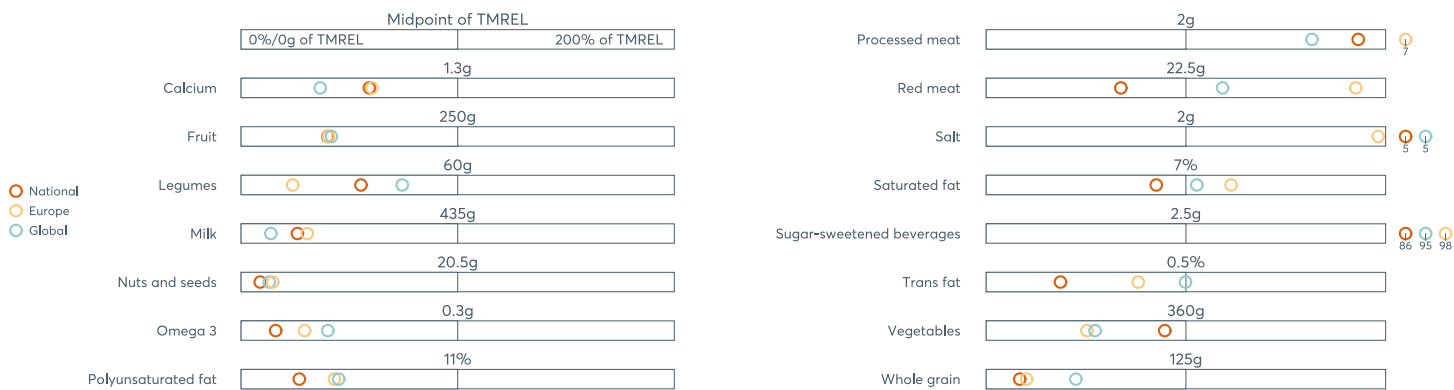 Midpoint of TMREL
0%/0g of TMREL
200% of TMREL
1.3g
Calcium
250g
Fruit
60g
Legumes
435g
Milk
20.5g
Nuts and seeds
0.3g
Omega 3
11%
Polyunsaturated fat
National
Europe
Global
2g
Processed meat
7
22.5g
Red meat
2g
Salt
5 5
7%
Saturated fat
2.5g
Sugar-sweetened beverages
86 95 98
0.5%
Trans fat
360g
Vegetables
125g
Whole grain